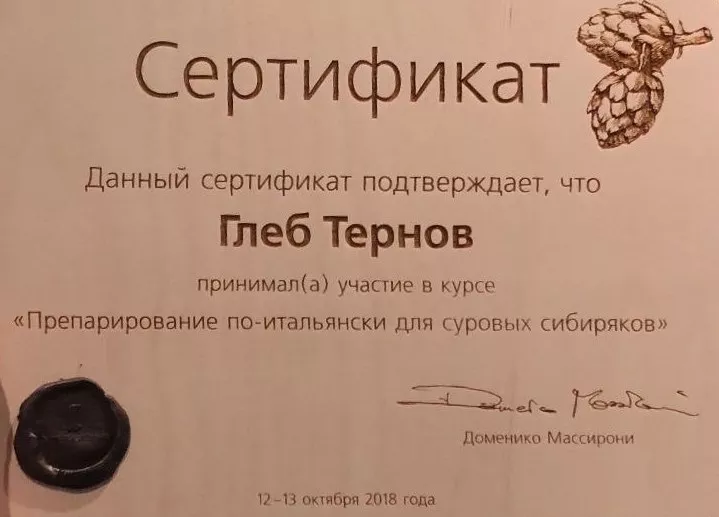 Сертификат
Данный сертификат подтверждает, что
Глеб Тернов
принимал(а) участие в курсе
«Препарирование по-итальянски для суровых сибиряков»
Доменико Массирони
12–13 октября 2018 года